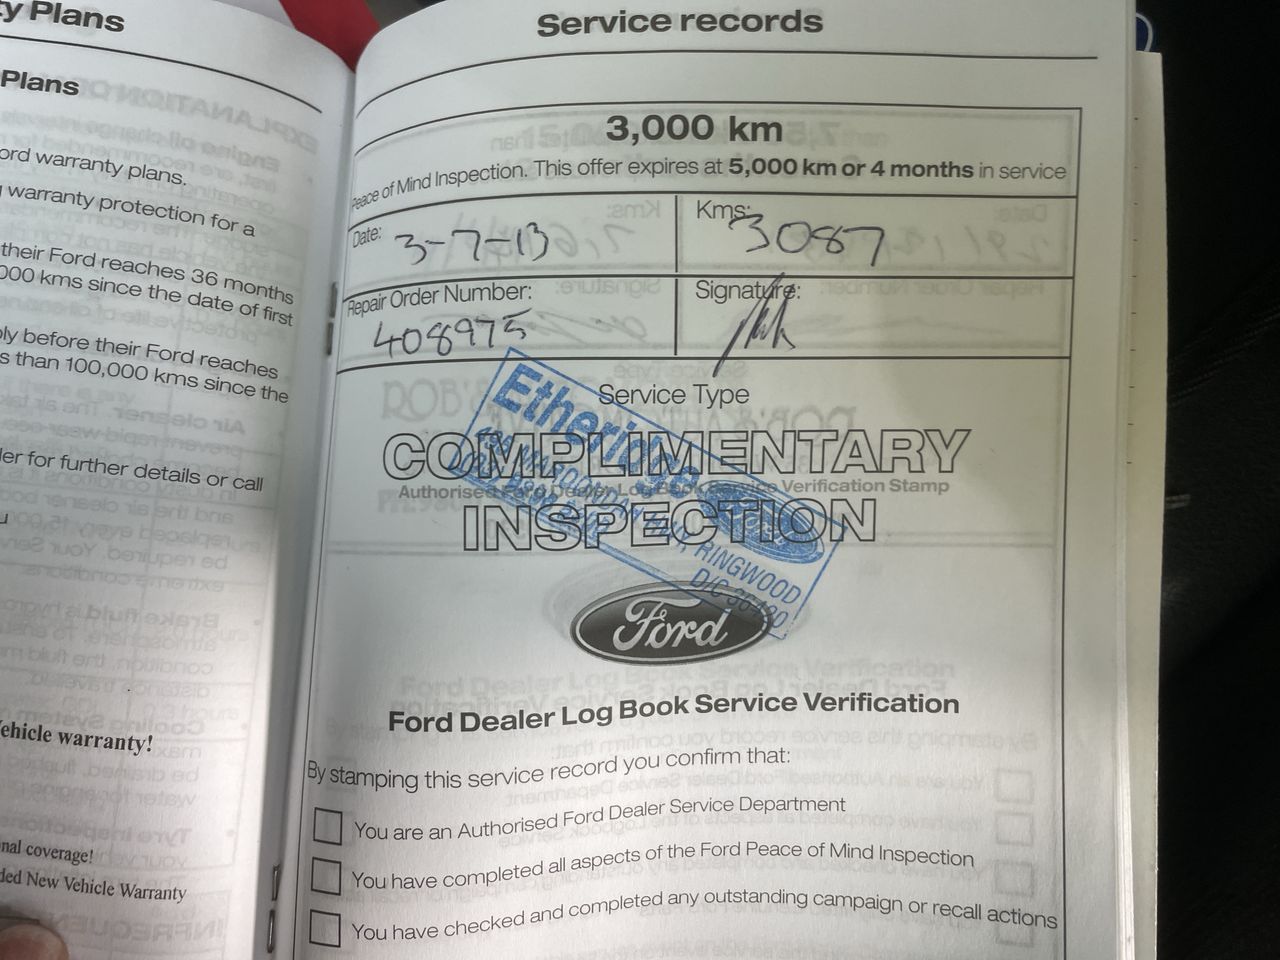 ty Plans
Plans
ord warranty plans.
warranty protection for a
their Ford reaches 36 months
000 kms since the date of first
ly before their Ford reaches
s than 100,000 kms since the
ler for further details or call
u
ehicle warranty!
nal coverage!
ded New Vehicle Warranty
Service records
3,000 km
Peace of Mind Inspection. This offer expires at 5,000 km or 4 months in service
Date: 3-7-13
Kms: 3087
Repair Order Number: 408975
Signature:
Service Type
COMPLIMENTARY
Authorised Ford Dealer Log Book Service Verification Stamp
INSPECTION
Etheridge
MAROONDAH HWY, RINGWOOD
Ford
Ford Dealer Log Book Service Verification
By stamping this service record you confirm that:
You are an Authorised Ford Dealer Service Department
You have completed all aspects of the Ford Peace of Mind Inspection
You have checked and completed any outstanding campaign or recall actions